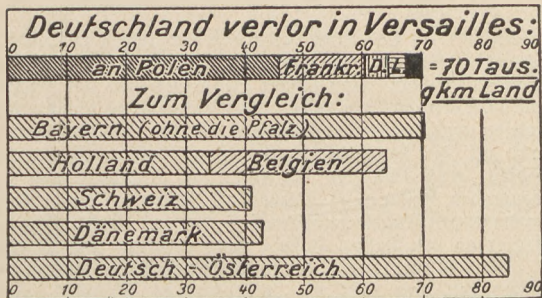 Deutschland verlor in Versailles:
0 10 20 30 40 50 60 70 80 90
an Polen Frankr. D. L. = 70 Taus.
qkm Land
Zum Vergleich:
Bayern (ohne die Pfalz)
Holland Belgien
Schweiz
Dänemark
Deutsch-Österreich
0 10 20 30 40 50 60 70 80 90